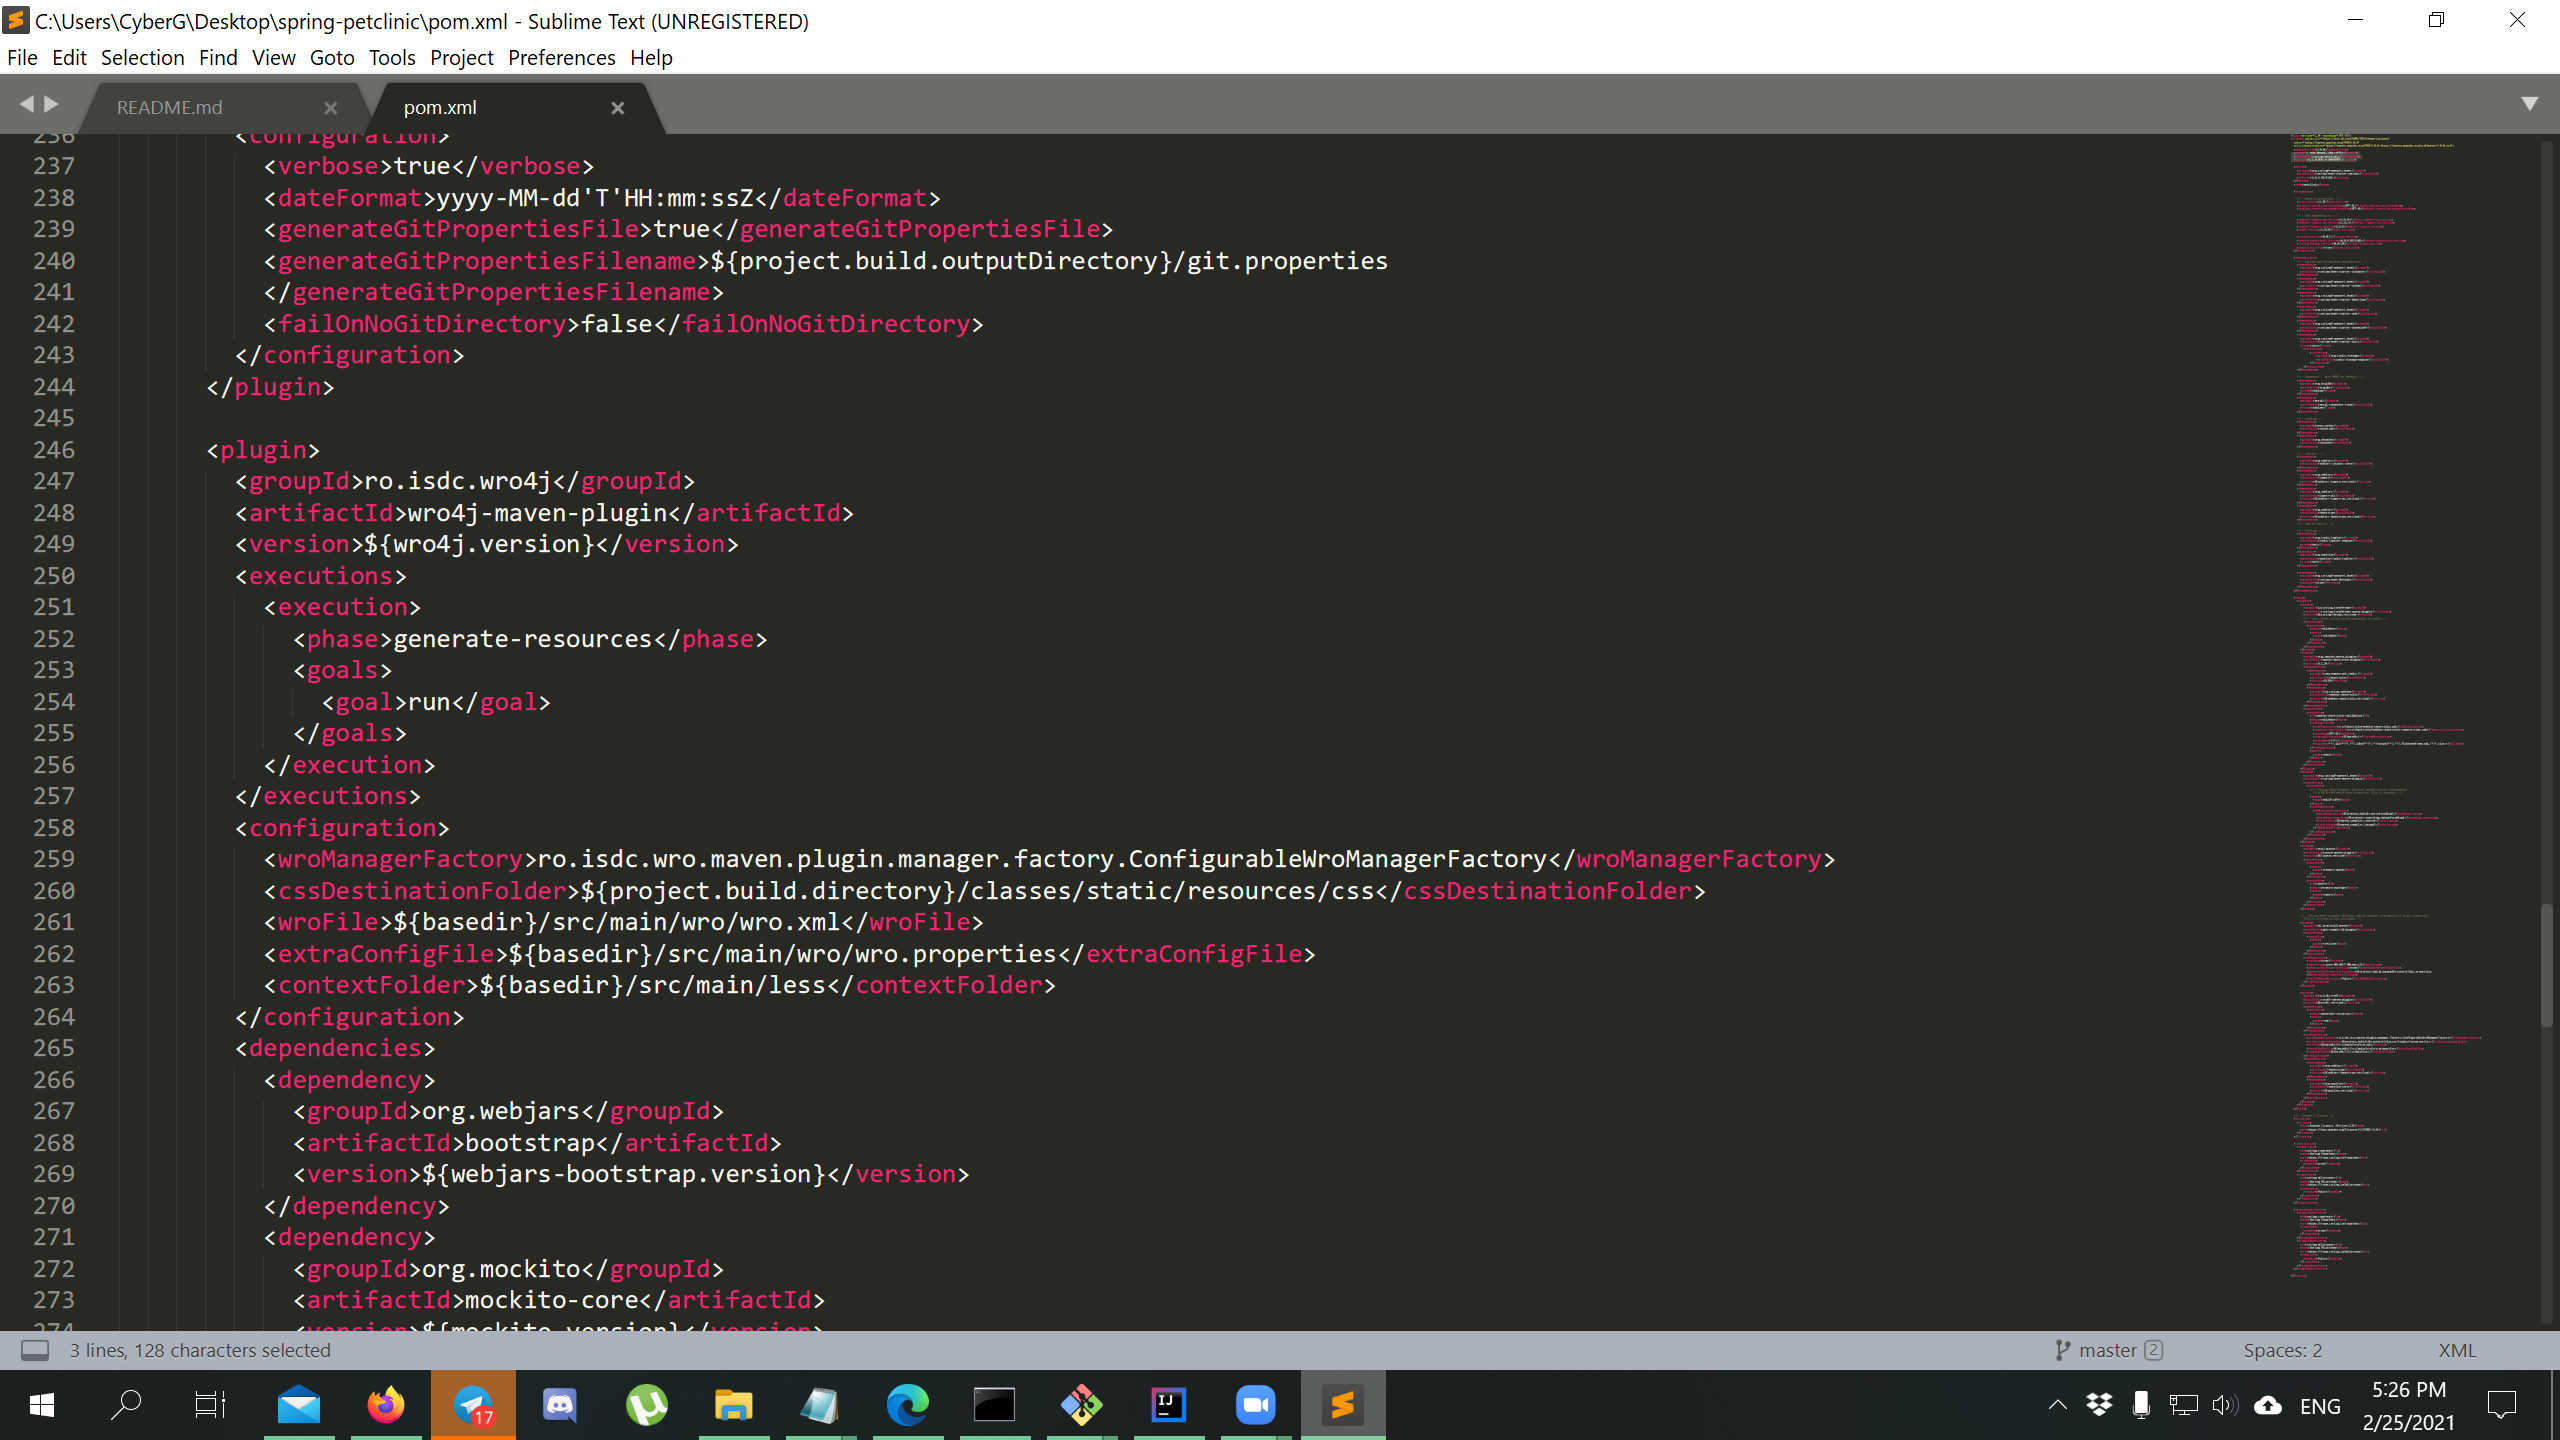 C:\Users\CyberG\Desktop\spring-petclinic\pom.xml - Sublime Text (UNREGISTERED)
File Edit Selection Find View Goto Tools Project Preferences Help
README.md
pom.xml
236 <configuration>
237 <verbose>true</verbose>
238 <dateFormat>yyyy-MM-dd'T'HH:mm:ssZ</dateFormat>
239 <generateGitPropertiesFile>true</generateGitPropertiesFile>
240 <generateGitPropertiesFilename>${project.build.outputDirectory}/git.properties
241 </generateGitPropertiesFilename>
242 <failOnNoGitDirectory>false</failOnNoGitDirectory>
243 </configuration>
244 </plugin>
245
246 <plugin>
247 <groupId>ro.isdc.wro4j</groupId>
248 <artifactId>wro4j-maven-plugin</artifactId>
249 <version>${wro4j.version}</version>
250 <executions>
251 <execution>
252 <phase>generate-resources</phase>
253 <goals>
254 <goal>run</goal>
255 </goals>
256 </execution>
257 </executions>
258 <configuration>
259 <wroManagerFactory>ro.isdc.wro.maven.plugin.manager.factory.ConfigurableWroManagerFactory</wroManagerFactory>
260 <cssDestinationFolder>${project.build.directory}/classes/static/resources/css</cssDestinationFolder>
261 <wroFile>${basedir}/src/main/wro/wro.xml</wroFile>
262 <extraConfigFile>${basedir}/src/main/wro/wro.properties</extraConfigFile>
263 <contextFolder>${basedir}/src/main/less</contextFolder>
264 </configuration>
265 <dependencies>
266 <dependency>
267 <groupId>org.webjars</groupId>
268 <artifactId>bootstrap</artifactId>
269 <version>${webjars-bootstrap.version}</version>
270 </dependency>
271 <dependency>
272 <groupId>org.mockito</groupId>
273 <artifactId>mockito-core</artifactId>
274 <version>${mockito.version}</version>
3 lines, 128 characters selected
master 2
Spaces: 2
XML
17
IJ
ENG
5:26 PM
2/25/2021